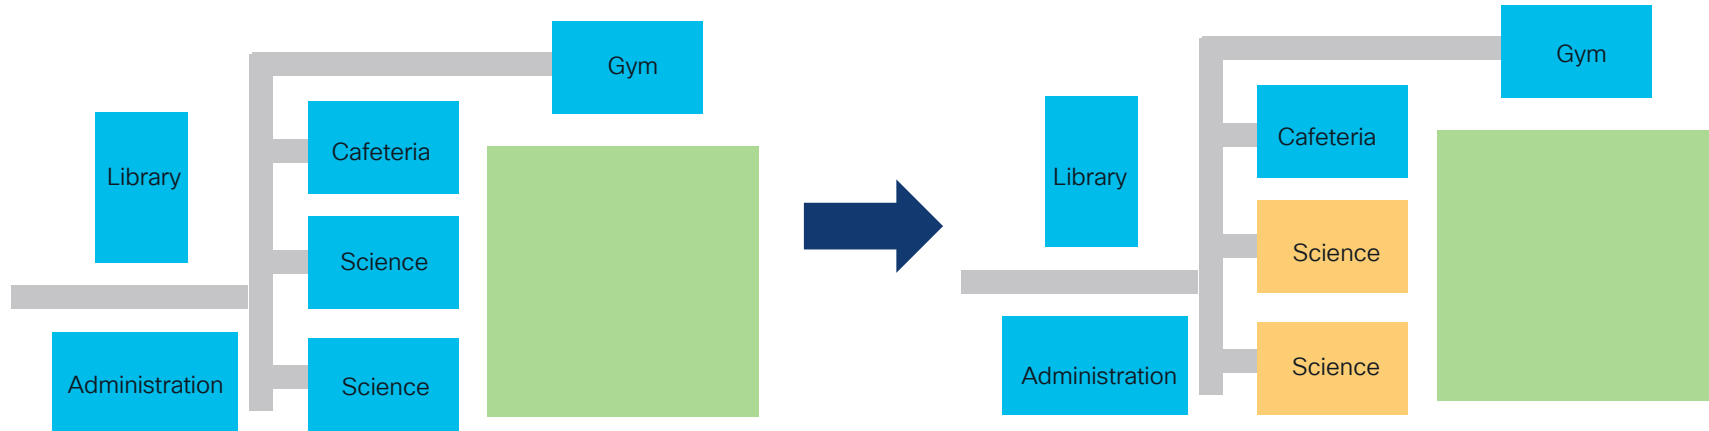 Gym
Cafeteria
Library
Science
Science
Administration
Gym
Cafeteria
Library
Science
Science
Administration